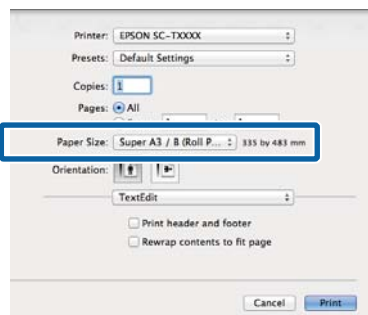 Printer: EPSON SC-TXXXX
Presets: Default Settings
Copies: 1
Pages: All
Paper Size: Super A3 / B (Roll P... 335 by 483 mm
Orientation:
TextEdit
Print header and footer
Rewrap contents to fit page
Cancel Print